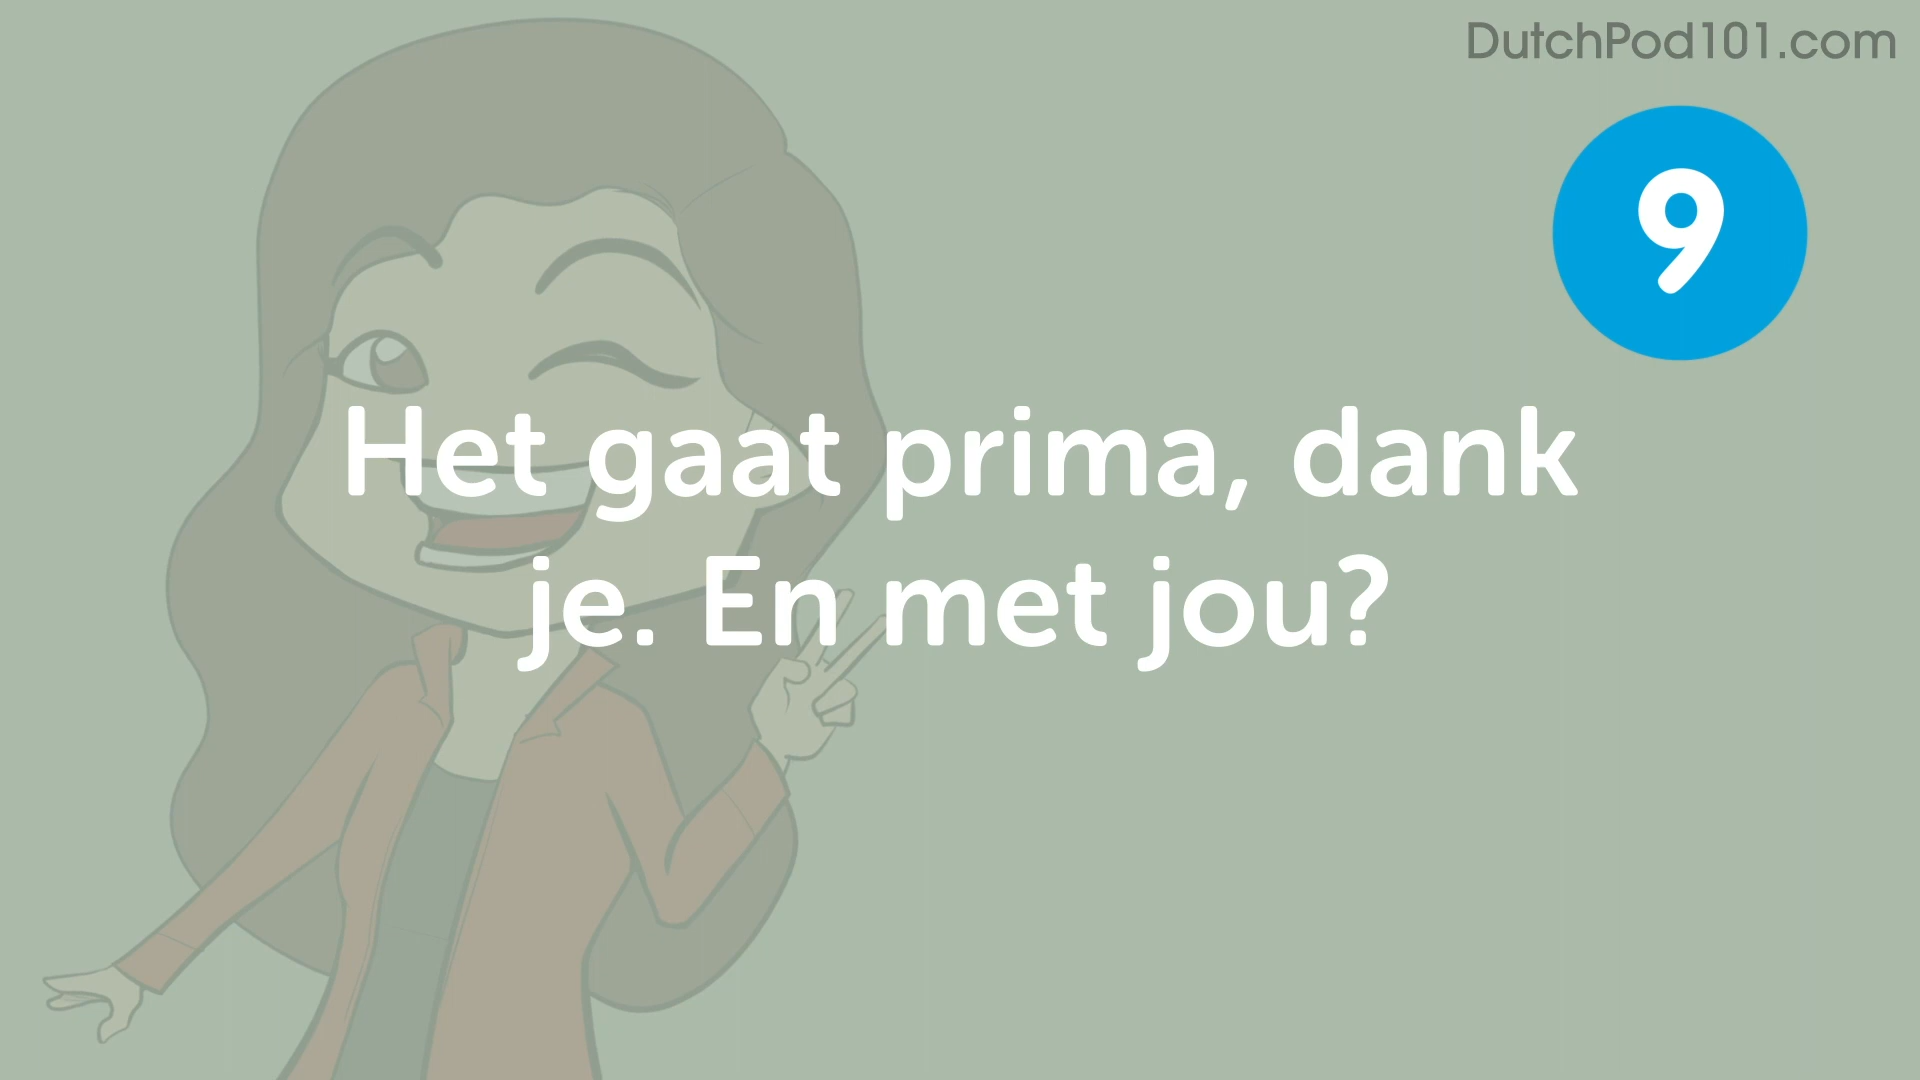 DutchPod101.com
9
Het gaat prima, dank
je. En met jou?